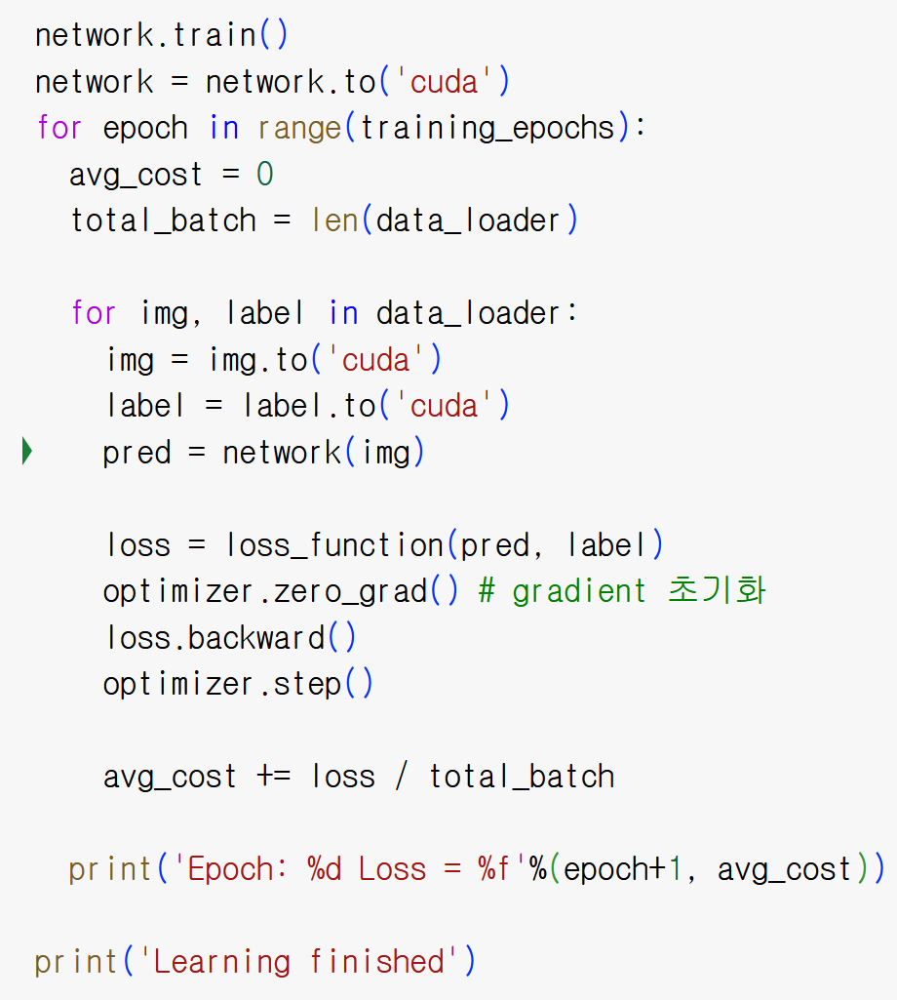 network.train()
network = network.to('cuda')
for epoch in range(training_epochs):
  avg_cost = 0
  total_batch = len(data_loader)

  for img, label in data_loader:
    img = img.to('cuda')
    label = label.to('cuda')
    pred = network(img)

    loss = loss_function(pred, label)
    optimizer.zero_grad() # gradient 초기화
    loss.backward()
    optimizer.step()

    avg_cost += loss / total_batch

  print('Epoch: %d Loss = %f'%(epoch+1, avg_cost))

print('Learning finished')